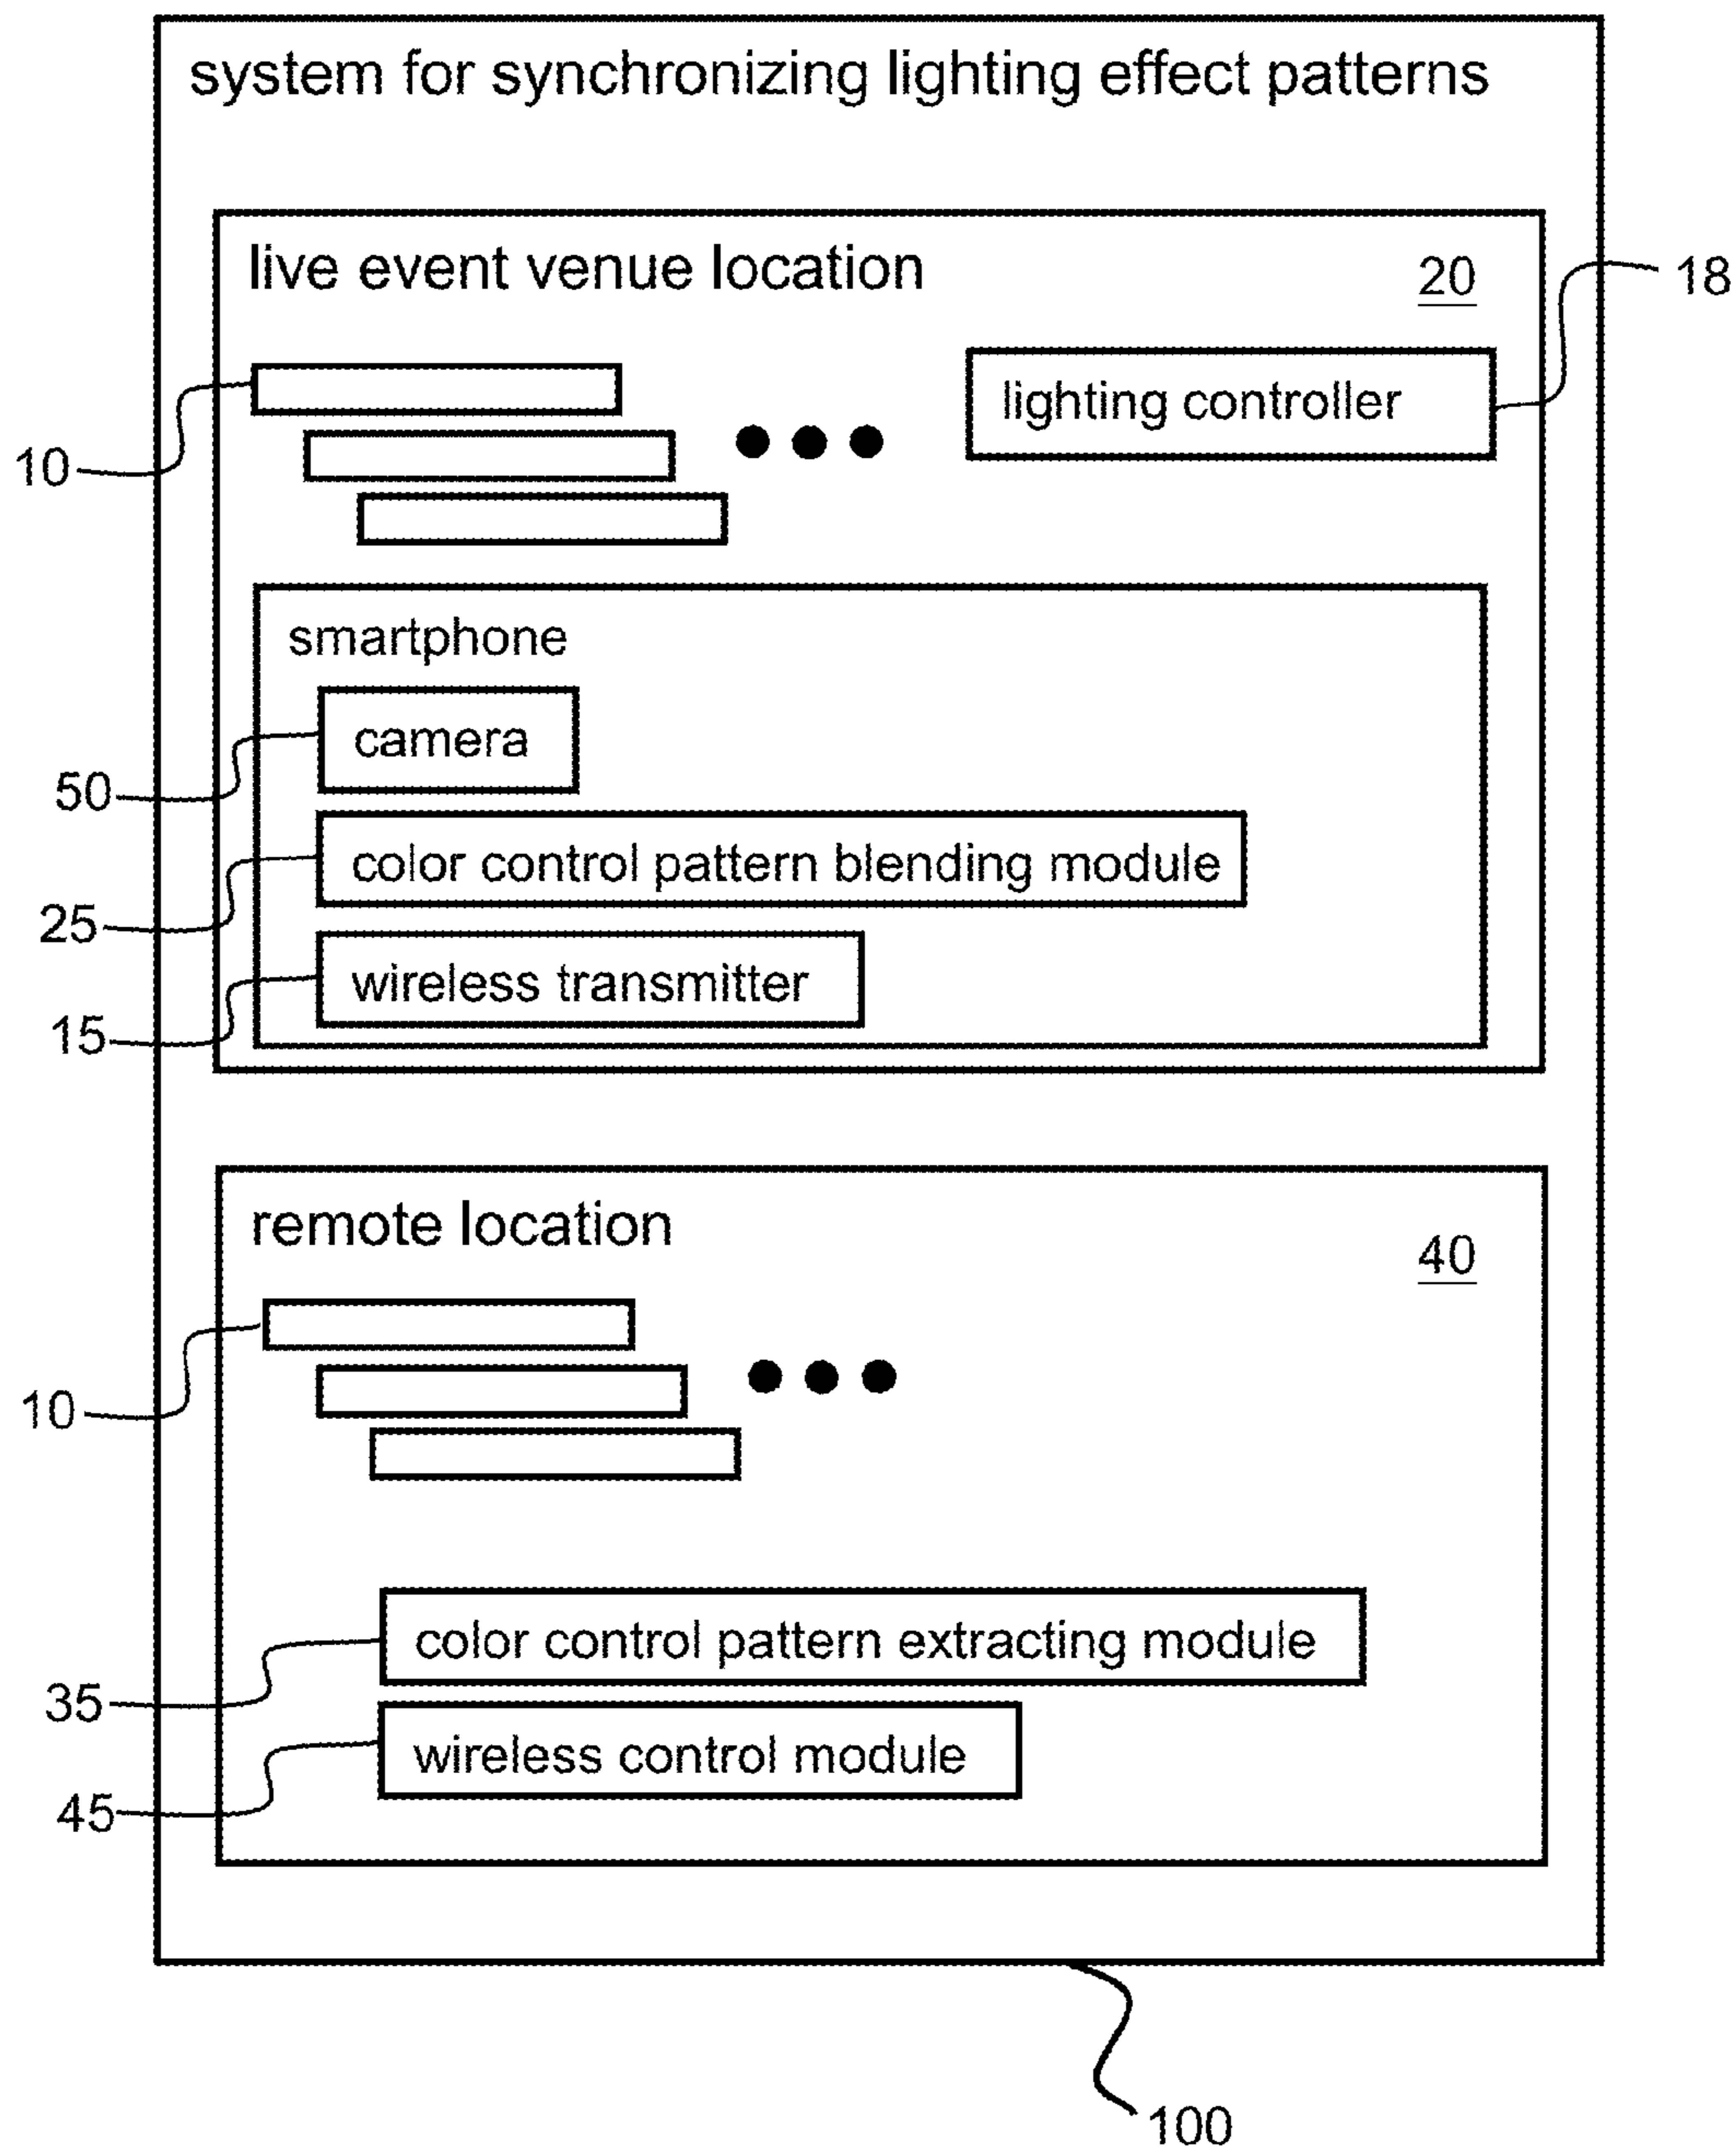 system for synchronizing lighting effect patterns
live event venue location
20
18
lighting controller
10
smartphone
camera
50
color control pattern blending module
25
wireless transmitter
15
remote location
40
10
color control pattern extracting module
35
wireless control module
45
100